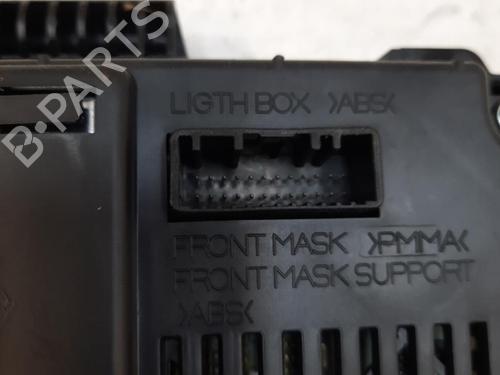 LIGTH BOX >ABS<
B-PARTS
FRONT MASK >PMMA<
FRONT MASK SUPPORT
>ABS<